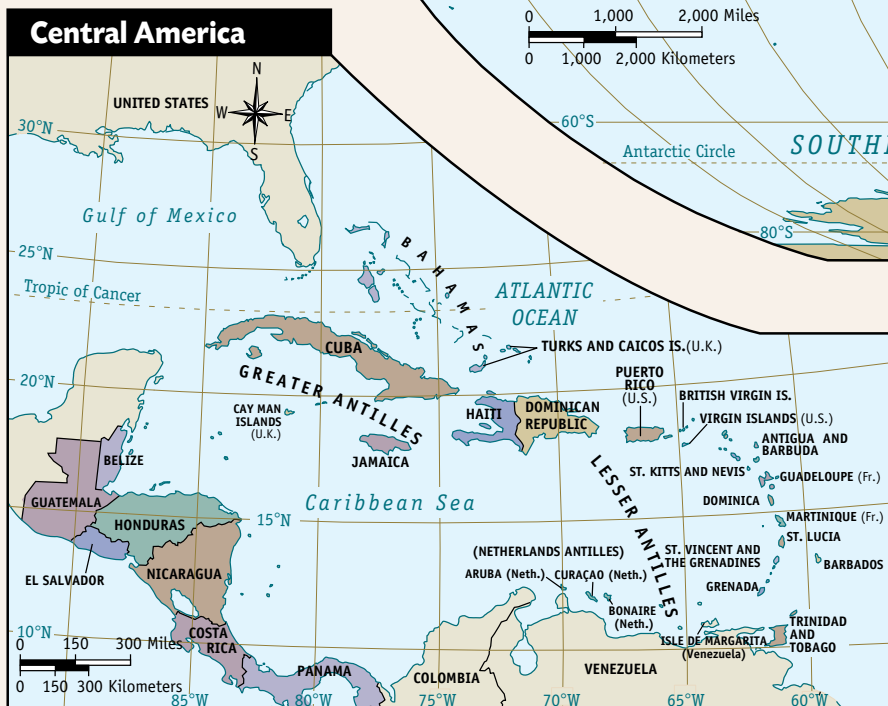 Central America
0 1,000 2,000 Miles
0 1,000 2,000 Kilometers
N
W E
S
UNITED STATES
30°N
60°S
Antarctic Circle
80°S
Gulf of Mexico
25°N
BAHAMAS
Tropic of Cancer
ATLANTIC
OCEAN
CUBA
TURKS AND CAICOS IS.(U.K.)
20°N
GREATER ANTILLES
PUERTO
RICO
(U.S.)
BRITISH VIRGIN IS.
VIRGIN ISLANDS (U.S.)
CAY MAN
ISLANDS
(U.K.)
HAITI
DOMINICAN
REPUBLIC
ANTIGUA AND
BARBUDA
JAMAICA
BELIZE
ST. KITTS AND NEVIS
GUADELOUPE (Fr.)
LESSER ANTILLES
GUATEMALA
Caribbean Sea
DOMINICA
MARTINIQUE (Fr.)
HONDURAS
15°N
ST. LUCIA
(NETHERLANDS ANTILLES)
ST. VINCENT AND
THE GRENADINES
BARBADOS
EL SALVADOR
NICARAGUA
ARUBA (Neth.)
CURAÇAO (Neth.)
GRENADA
BONAIRE
(Neth.)
10°N
COSTA
RICA
ISLE DE MARGARITA
(Venezuela)
TRINIDAD
AND
TOBAGO
0 150 300 Miles
0 150 300 Kilometers
PANAMA
COLOMBIA
VENEZUELA
85°W
80°W
75°W
70°W
65°W
60°W